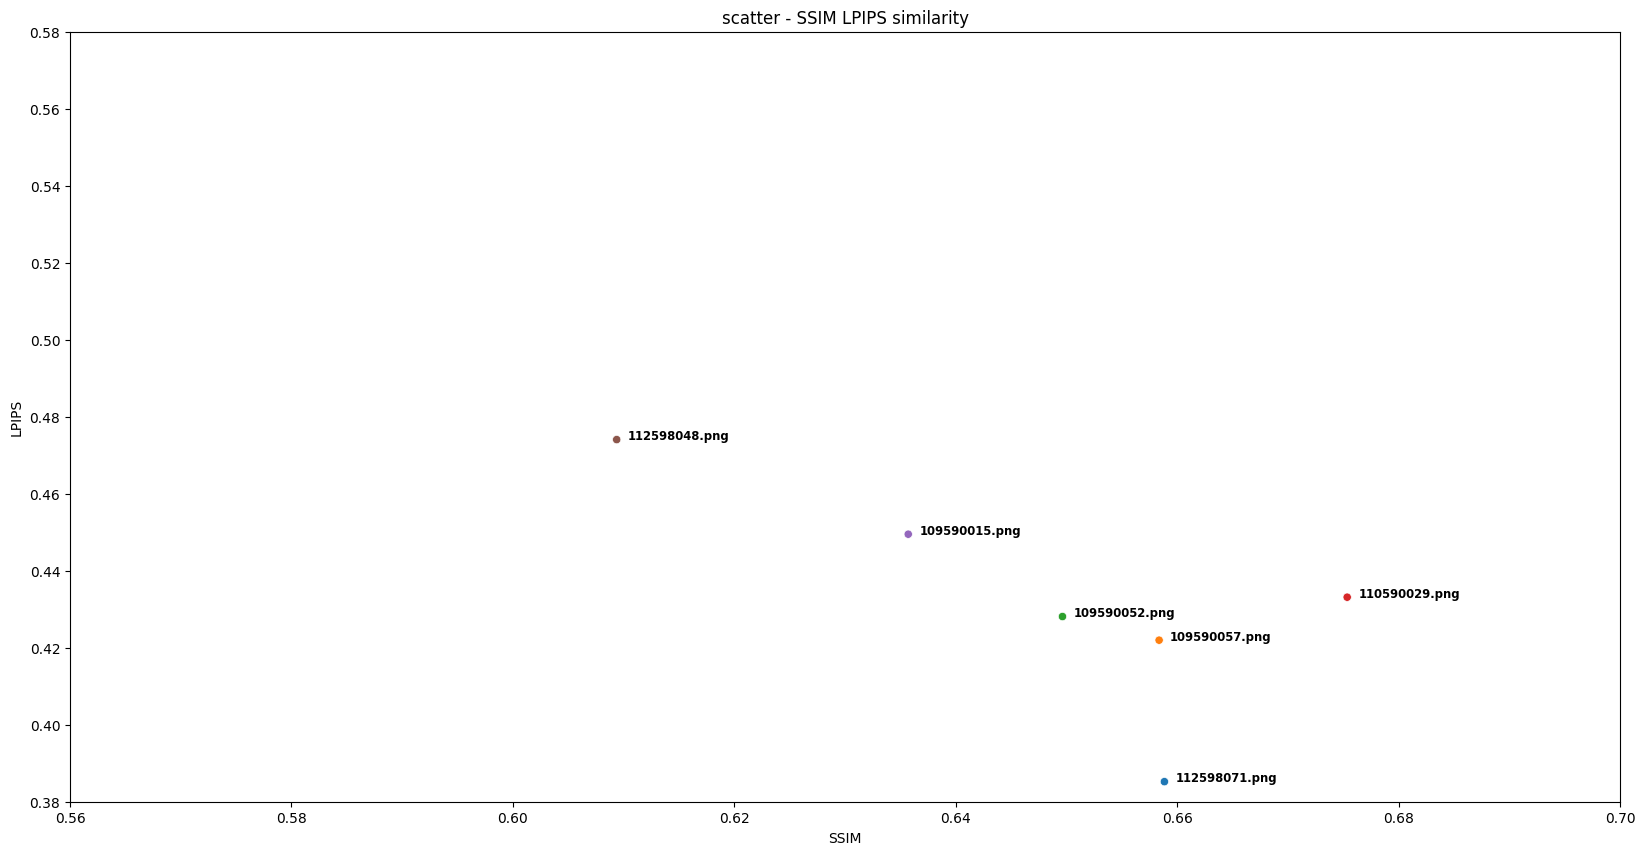 scatter - SSIM LPIPS similarity
0.58
0.56
0.54
0.52
0.50
0.48
0.46
0.44
0.42
0.40
0.38
LPIPS
112598048.png
109590015.png
110590029.png
109590052.png
109590057.png
112598071.png
0.56 0.58 0.60 0.62 0.64 0.66 0.68 0.70
SSIM